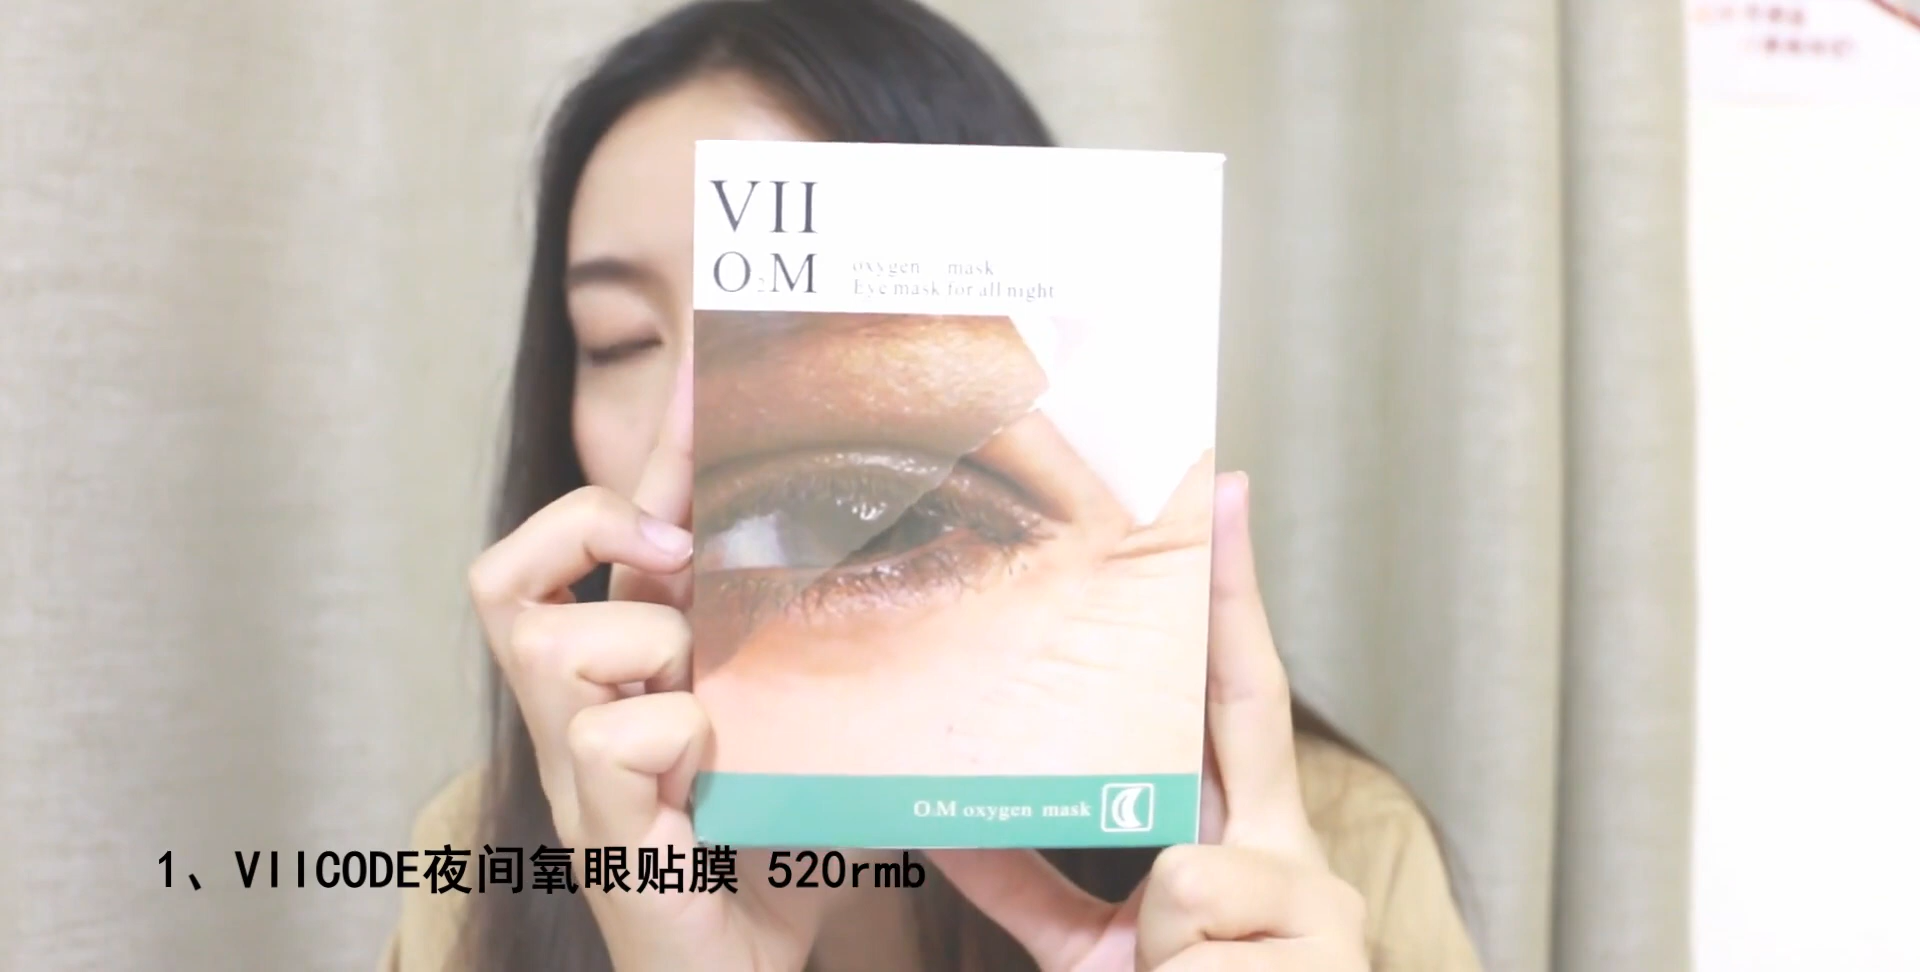 VII
O₂M
oxygen mask
Eye mask for all night
O₂M oxygen mask
1、VIICODE夜间氧眼贴膜 520rmb